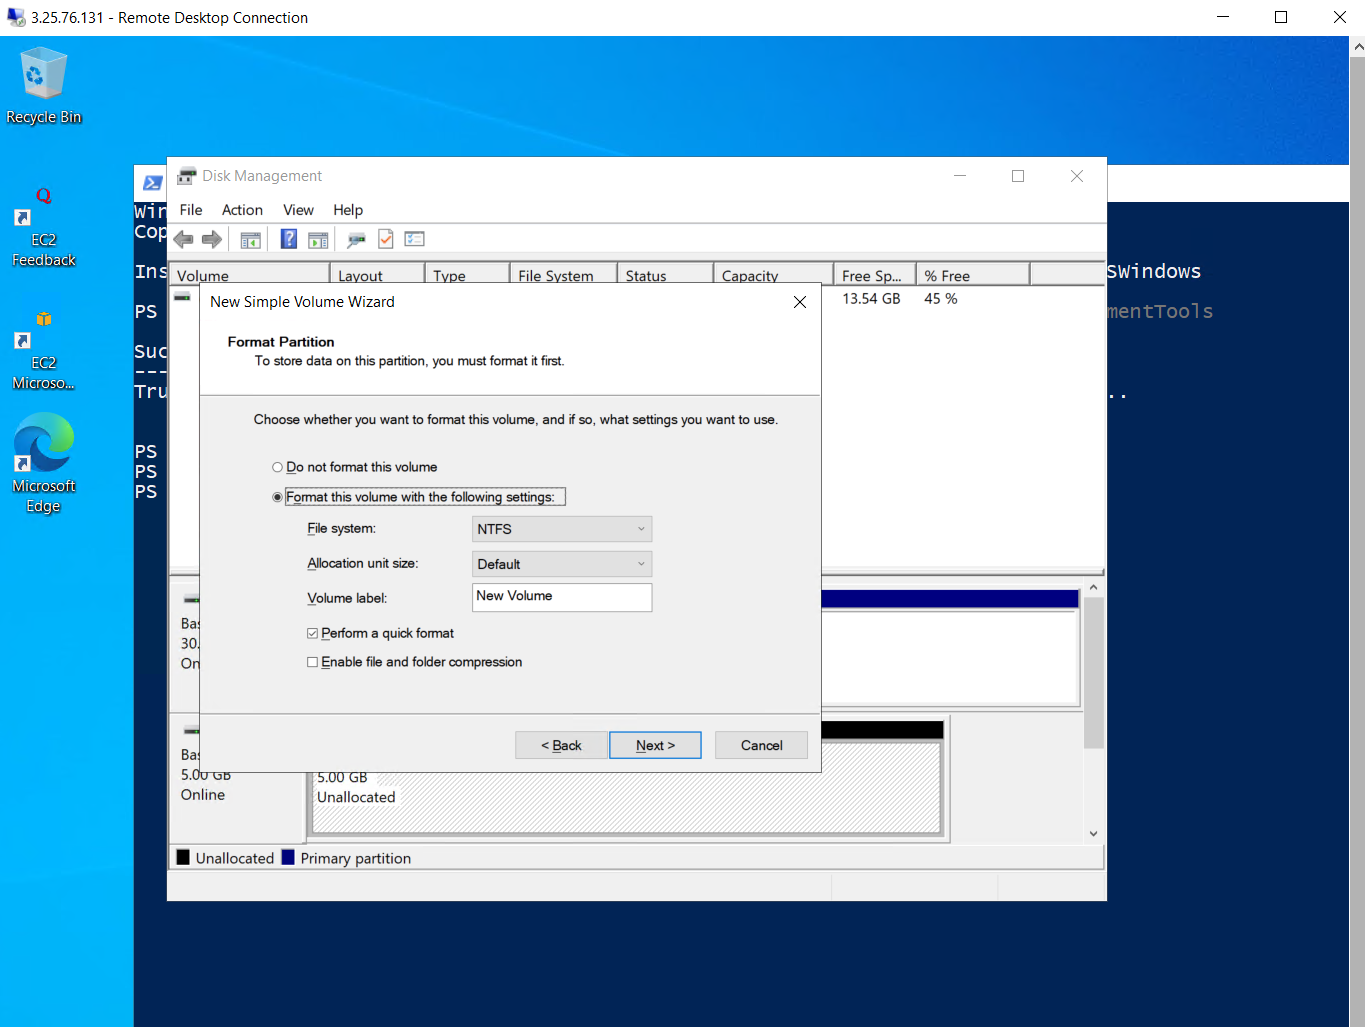 3.25.76.131 - Remote Desktop Connection
Recycle Bin
EC2
Feedback
EC2
Microso...
Microsoft
Edge
Disk Management
File Action View Help
Win
Cop
Ins
SWindows
PS
mentTools
Suc
---
Tru
..
PS
PS
PS
Volume Layout Type File System Status Capacity Free Sp... % Free
13.54 GB 45 %
New Simple Volume Wizard
Format Partition
To store data on this partition, you must format it first.
Choose whether you want to format this volume, and if so, what settings you want to use.
Do not format this volume
Format this volume with the following settings:
File system: NTFS
Allocation unit size: Default
Volume label: New Volume
Perform a quick format
Enable file and folder compression
< Back Next > Cancel
Bas
30.
On
Bas
5.00 GB
Online
5.00 GB
Unallocated
Unallocated Primary partition